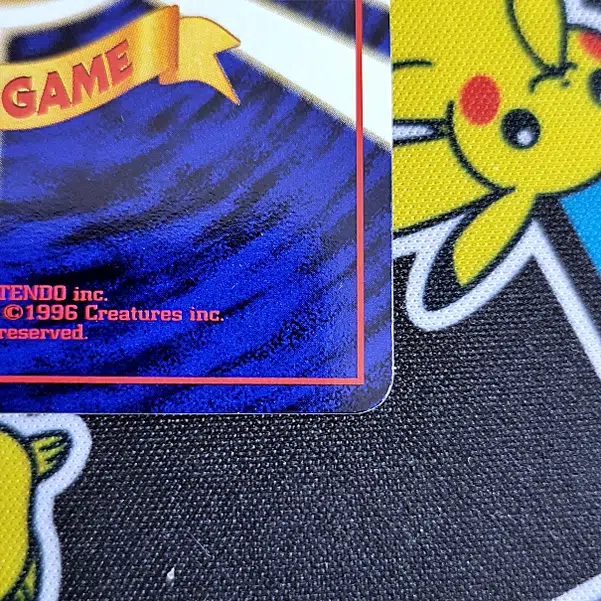 GAME
TENDO inc.
©1996 Creatures inc.
reserved.